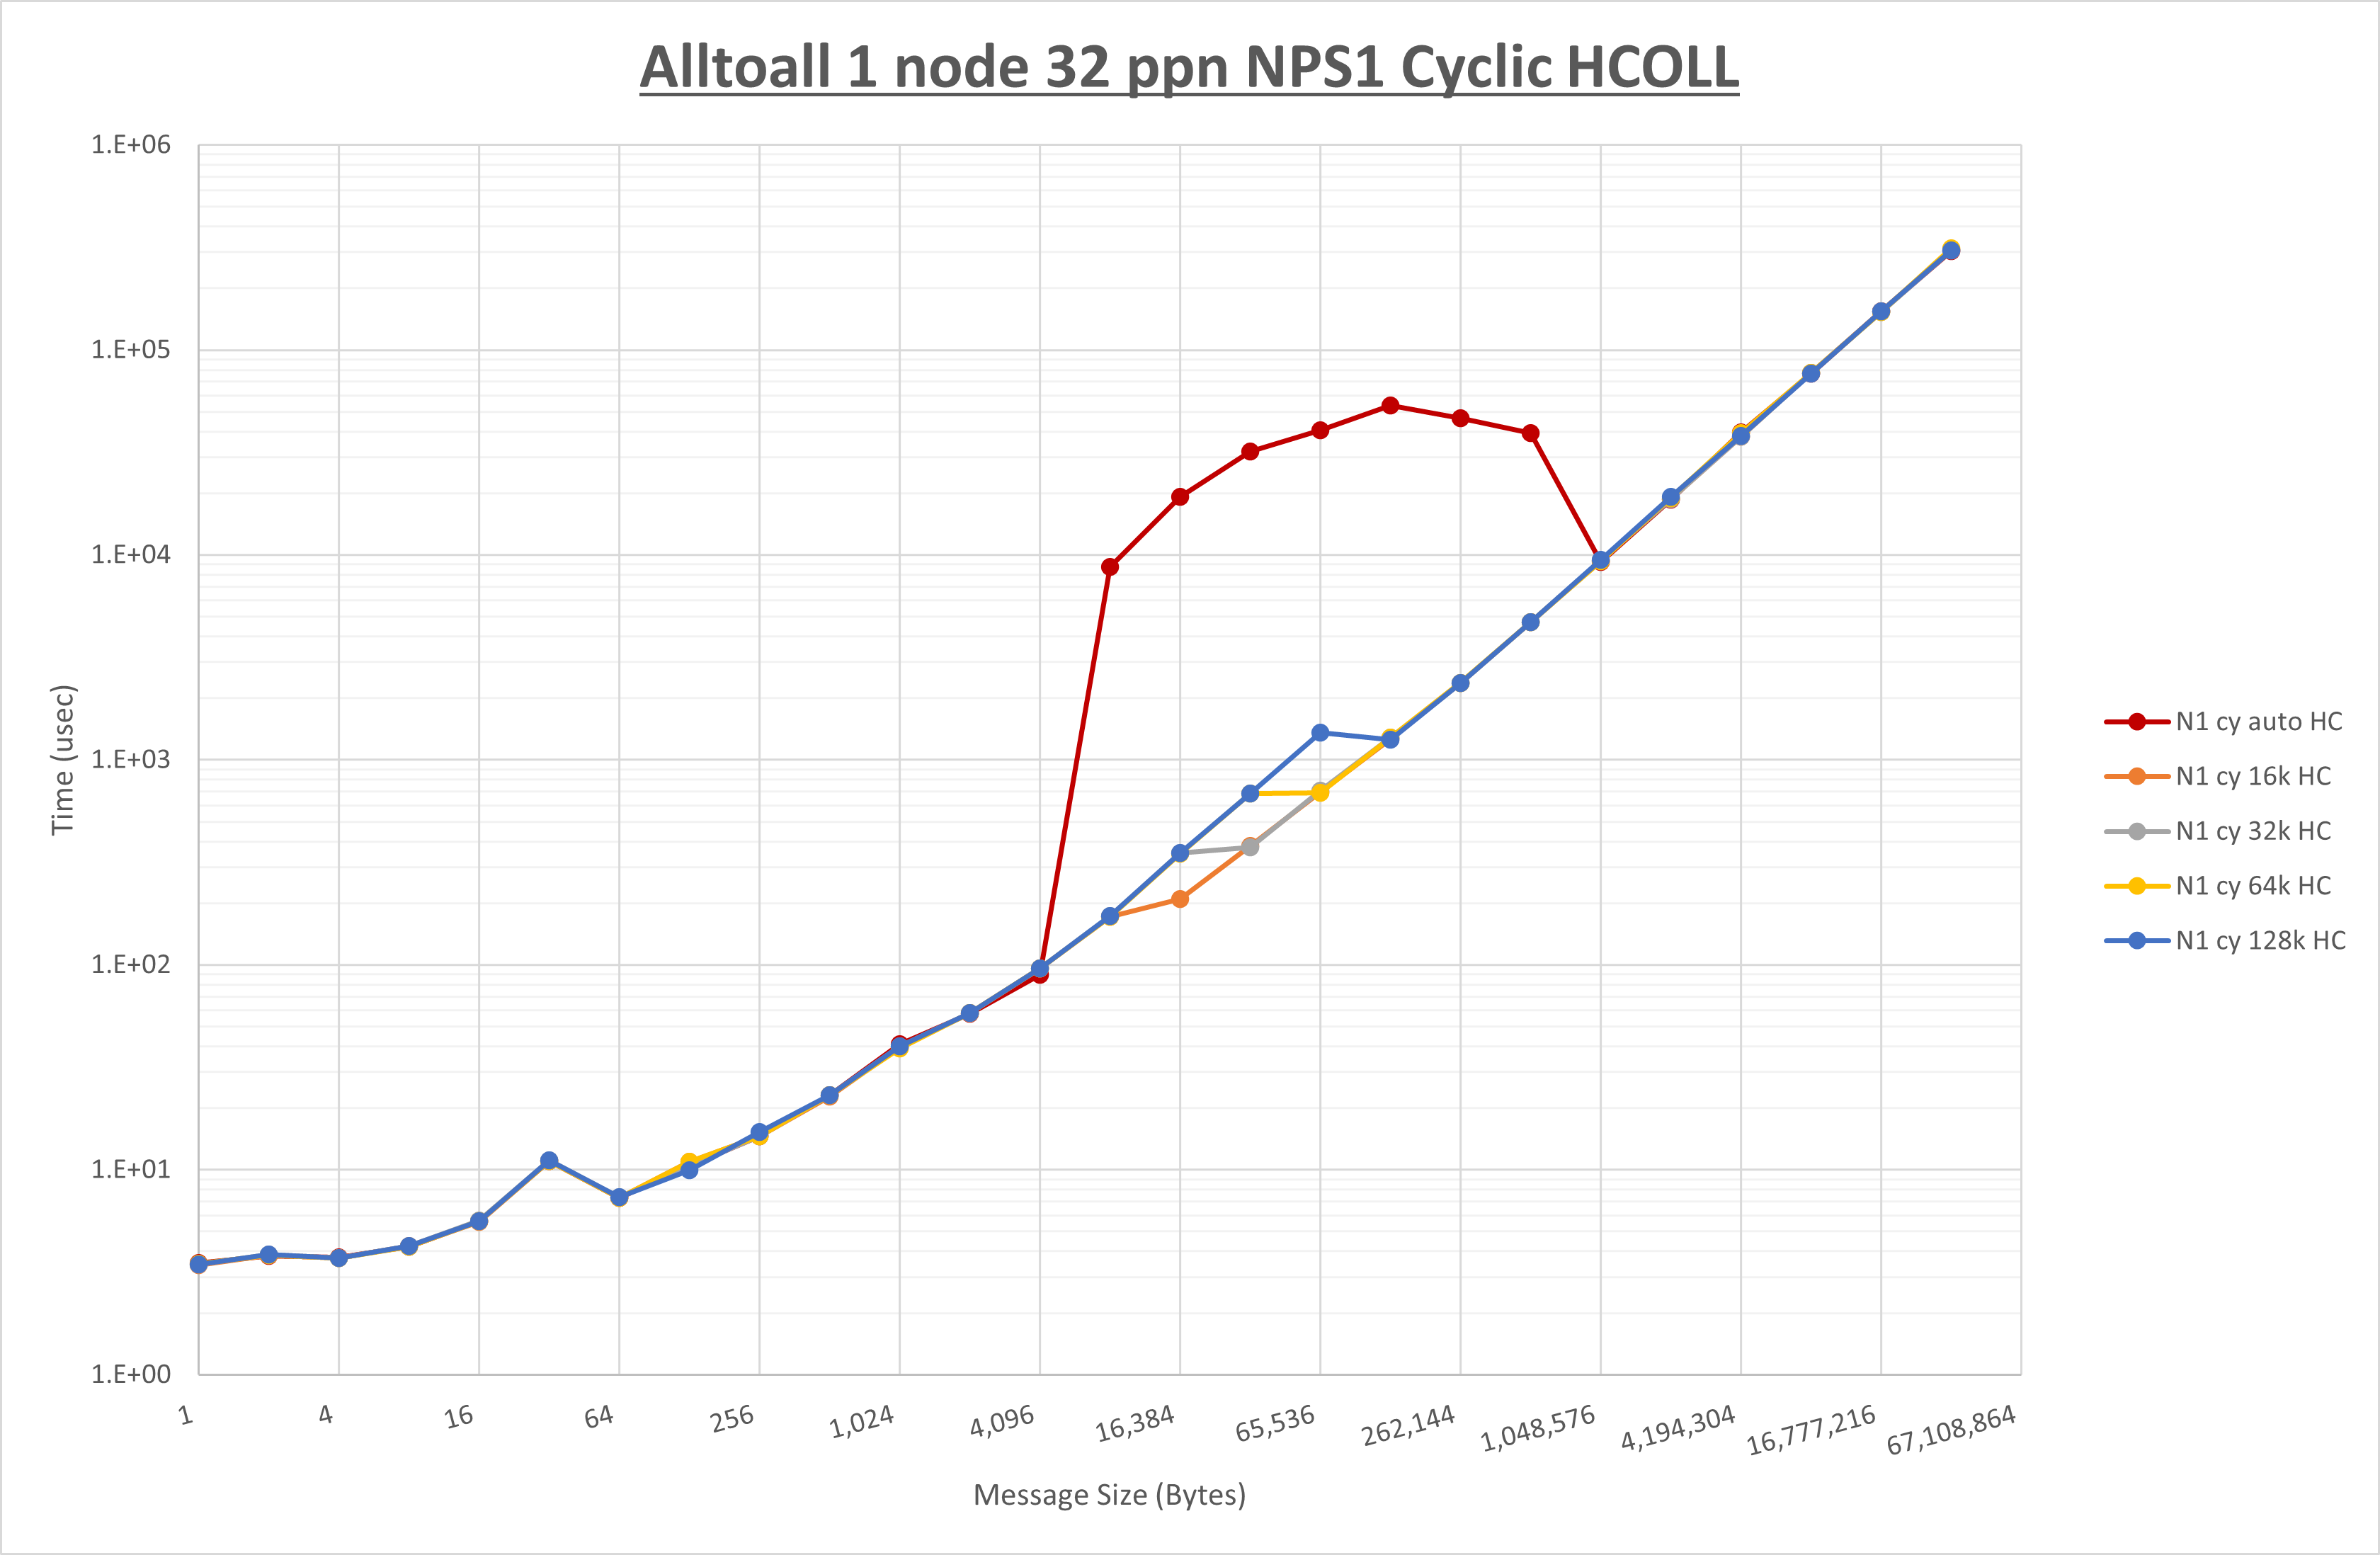 Alltoall 1 node 32 ppn NPS1 Cyclic HCOLL
1.E+06
1.E+05
1.E+04
1.E+03
1.E+02
1.E+01
1.E+00
Time (usec)
1 4 16 64 256 1,024 4,096 16,384 65,536 262,144 1,048,576 4,194,304 16,777,216 67,108,864
Message Size (Bytes)
N1 cy auto HC
N1 cy 16k HC
N1 cy 32k HC
N1 cy 64k HC
N1 cy 128k HC